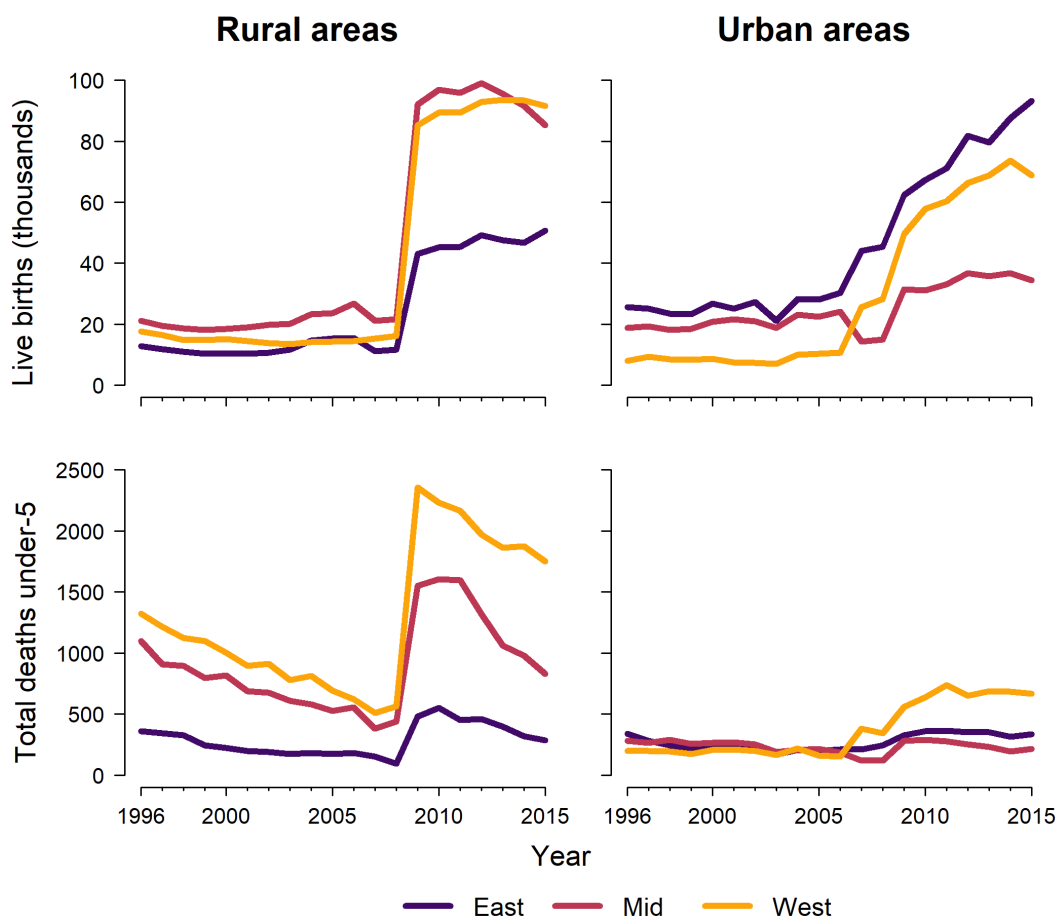 Rural areas
Urban areas
Live births (thousands)
100
80
60
40
20
0
Total deaths under-5
2500
2000
1500
1000
500
0
1996 2000 2005 2010 2015
1996 2000 2005 2010 2015
Year
East Mid West